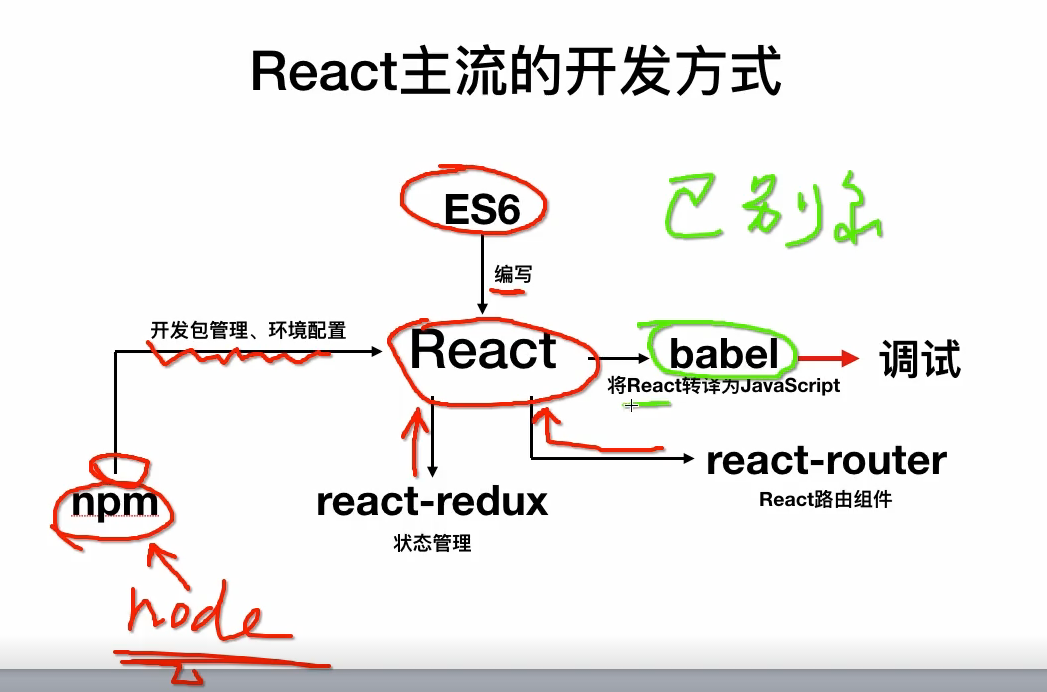 React主流的开发方式
ES6
巴别尔
编写
开发包管理、环境配置
React
babel
调试
将React转译为JavaScript
react-router
React路由组件
npm
react-redux
状态管理
node